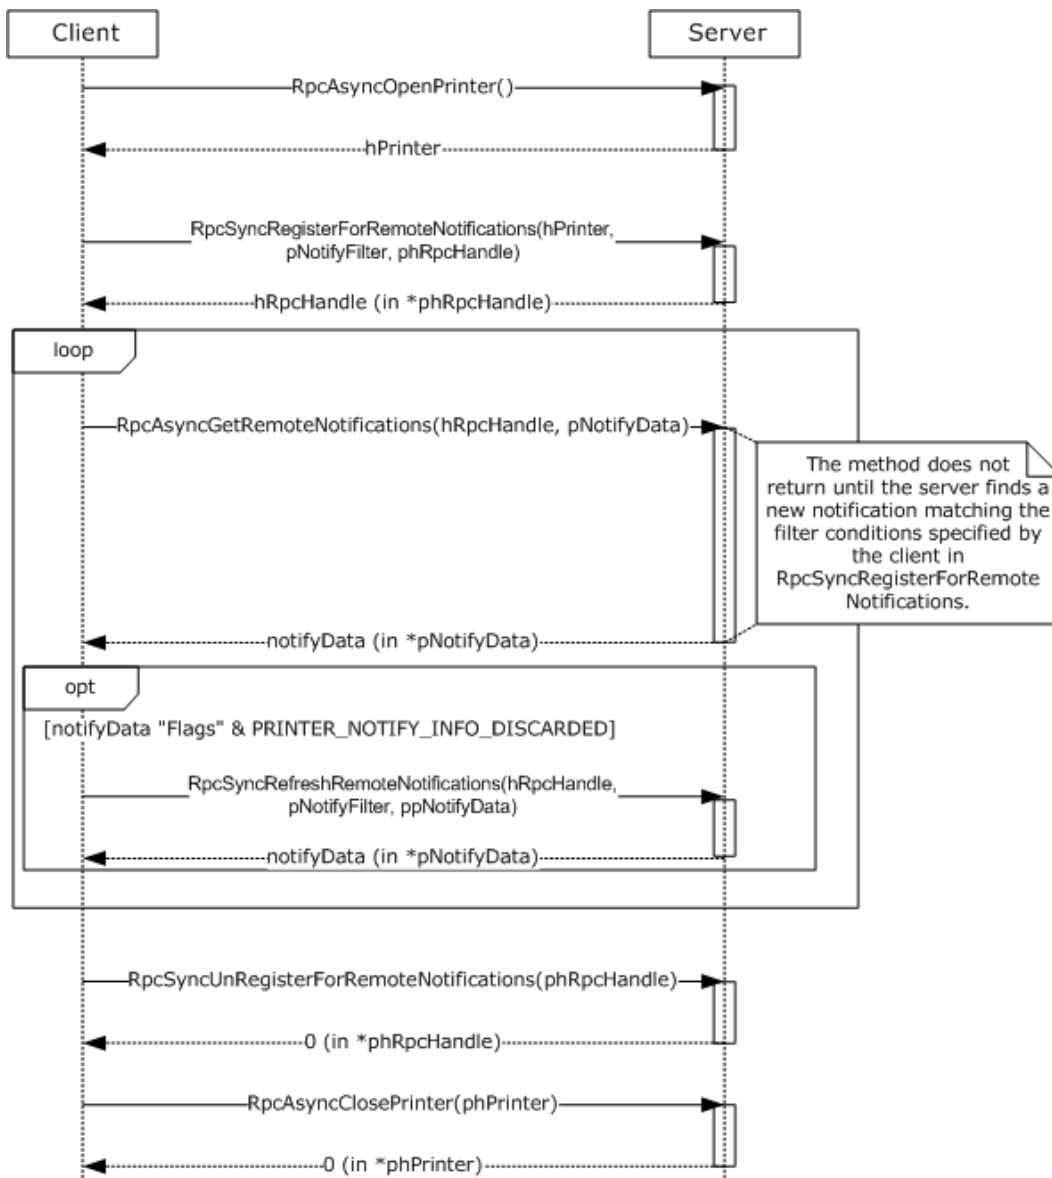 Client
Server
RpcAsyncOpenPrinter()
hPrinter
RpcSyncRegisterForRemoteNotifications(hPrinter,
pNotifyFilter, phRpcHandle)
hRpcHandle (in *phRpcHandle)
loop
RpcAsyncGetRemoteNotifications(hRpcHandle, pNotifyData)
The method does not
return until the server finds a
new notification matching the
filter conditions specified by
the client in
RpcSyncRegisterForRemote
Notifications.
notifyData (in *pNotifyData)
opt
[notifyData "Flags" & PRINTER_NOTIFY_INFO_DISCARDED]
RpcSyncRefreshRemoteNotifications(hRpcHandle,
pNotifyFilter, ppNotifyData)
notifyData (in *pNotifyData)
RpcSyncUnRegisterForRemoteNotifications(phRpcHandle)
0 (in *phRpcHandle)
RpcAsyncClosePrinter(phPrinter)
0 (in *phPrinter)